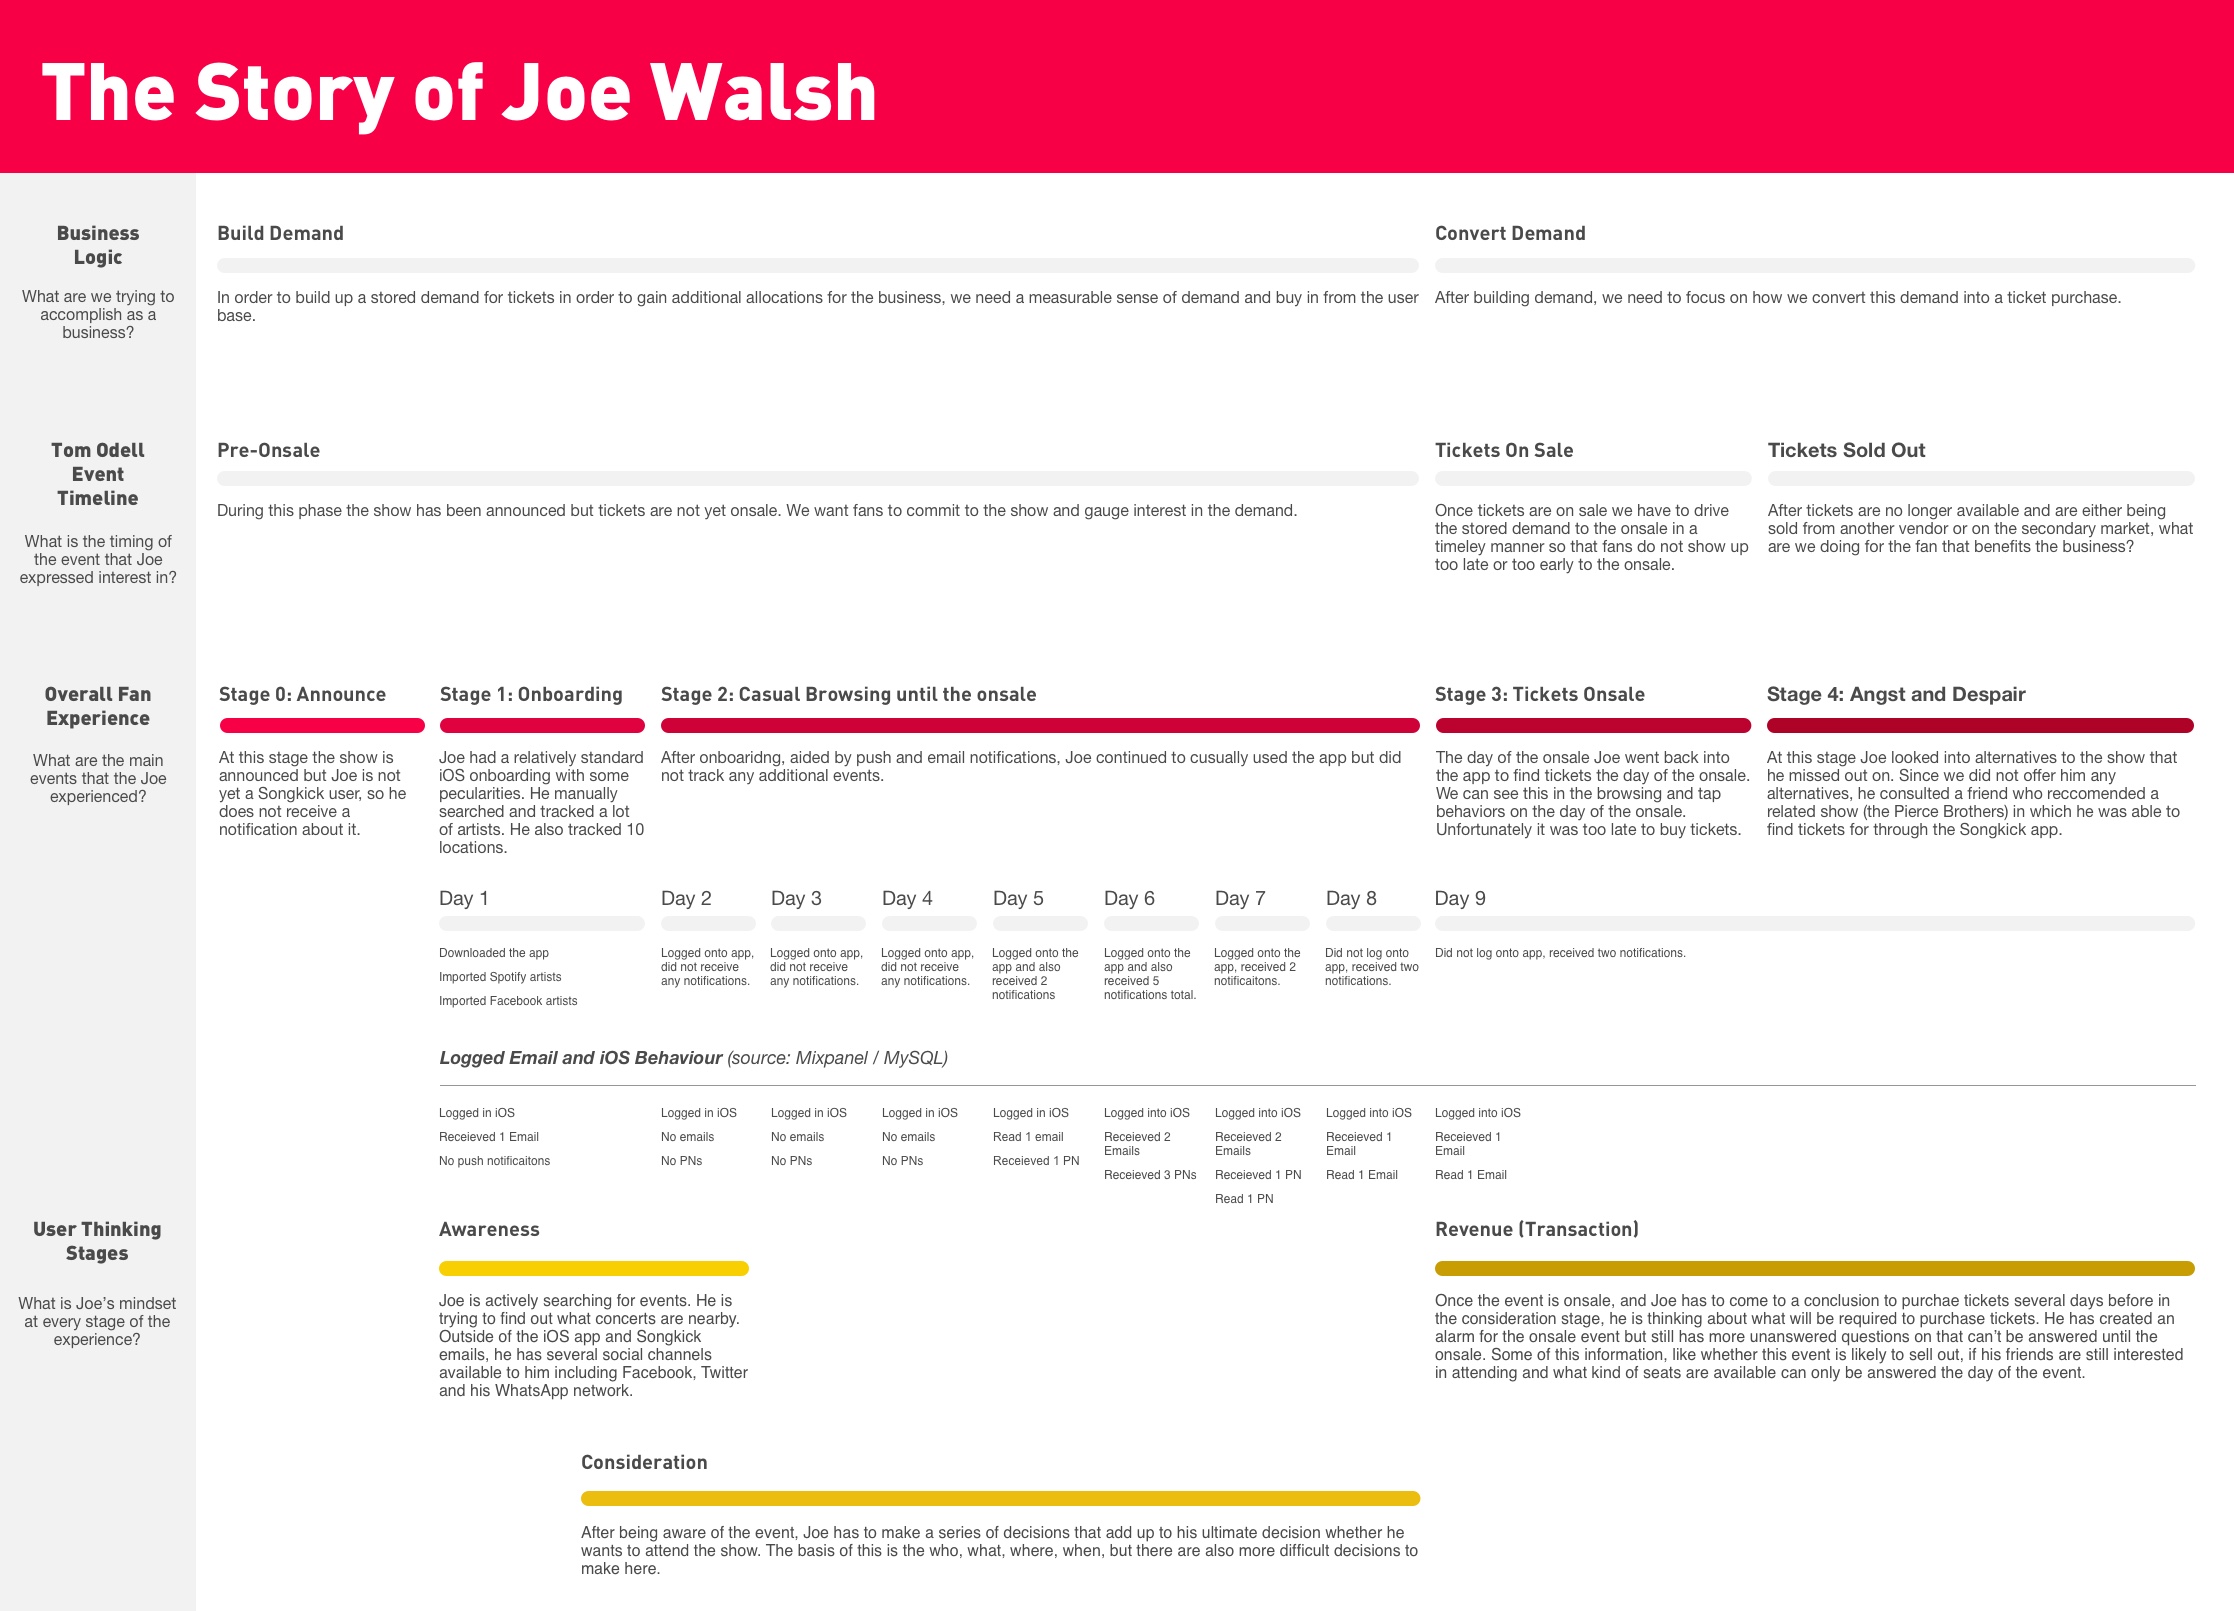 The Story of Joe Walsh
Business
Logic
What are we trying to
accomplish as a
business?
Build Demand
In order to build up a stored demand for tickets in order to gain additional allocations for the business, we need a measurable sense of demand and buy in from the user
base.
Convert Demand
After building demand, we need to focus on how we convert this demand into a ticket purchase.
Tom Odell
Event
Timeline
What is the timing of
the event that Joe
expressed interest in?
Pre-Onsale
During this phase the show has been announced but tickets are not yet onsale. We want fans to commit to the show and gauge interest in the demand.
Tickets On Sale
Once tickets are on sale we have to drive
the stored demand to the onsale in a
timeley manner so that fans do not show up
too late or too early to the onsale.
Tickets Sold Out
After tickets are no longer available and are either being
sold from another vendor or on the secondary market, what
are we doing for the fan that benefits the business?
Overall Fan
Experience
What are the main
events that the Joe
experienced?
Stage 0: Announce
At this stage the show is
announced but Joe is not
yet a Songkick user, so he
does not receive a
notification about it.
Stage 1: Onboarding
Joe had a relatively standard
iOS onboarding with some
pecularities. He manually
searched and tracked a lot
of artists. He also tracked 10
locations.
Stage 2: Casual Browsing until the onsale
After onboaridng, aided by push and email notifications, Joe continued to cusually used the app but did
not track any additional events.
Stage 3: Tickets Onsale
The day of the onsale Joe went back into
the app to find tickets the day of the onsale.
We can see this in the browsing and tap
behaviors on the day of the onsale.
Unfortunately it was too late to buy tickets.
Stage 4: Angst and Despair
At this stage Joe looked into alternatives to the show that
he missed out on. Since we did not offer him any
alternatives, he consulted a friend who reccomended a
related show (the Pierce Brothers) in which he was able to
find tickets for through the Songkick app.
Day 1
Downloaded the app
Imported Spotify artists
Imported Facebook artists
Day 2
Logged onto app,
did not receive
any notifications.
Day 3
Logged onto app,
did not receive
any notifications.
Day 4
Logged onto app,
did not receive
any notifications.
Day 5
Logged onto the
app and also
received 2
notifications
Day 6
Logged onto the
app and also
received 5
notifications total.
Day 7
Logged onto the
app, received 2
notificaitons.
Day 8
Did not log onto
app, received two
notifications.
Day 9
Did not log onto app, received two notifications.
Logged Email and iOS Behaviour (source: Mixpanel / MySQL)
Logged in iOS
Receieved 1 Email
No push notificaitons
Logged in iOS
No emails
No PNs
Logged in iOS
No emails
No PNs
Logged in iOS
No emails
No PNs
Logged in iOS
Read 1 email
Receieved 1 PN
Logged into iOS
Receieved 2
Emails
Receieved 3 PNs
Logged into iOS
Receieved 2
Emails
Receieved 1 PN
Read 1 PN
Logged into iOS
Receieved 1
Email
Read 1 Email
Logged into iOS
Receieved 1
Email
Read 1 Email
User Thinking
Stages
What is Joe's mindset
at every stage of the
experience?
Awareness
Joe is actively searching for events. He is
trying to find out what concerts are nearby.
Outside of the iOS app and Songkick
emails, he has several social channels
available to him including Facebook, Twitter
and his WhatsApp network.
Revenue (Transaction)
Once the event is onsale, and Joe has to come to a conclusion to purchae tickets several days before in
the consideration stage, he is thinking about what will be required to purchase tickets. He has created an
alarm for the onsale event but still has more unanswered questions on that can't be answered until the
onsale. Some of this information, like whether this event is likely to sell out, if his friends are still interested
in attending and what kind of seats are available can only be answered the day of the event.
Consideration
After being aware of the event, Joe has to make a series of decisions that add up to his ultimate decision whether he
wants to attend the show. The basis of this is the who, what, where, when, but there are also more difficult decisions to
make here.